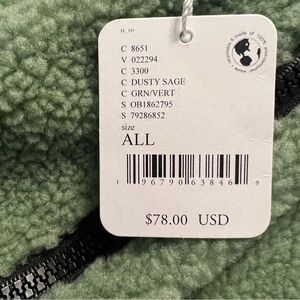 C 8651
V 022294
C 3300
C DUSTY SAGE
C GRN/VERT
S OB1862795
S 79286852
size
ALL
1 96790 63846 9
$78.00 USD